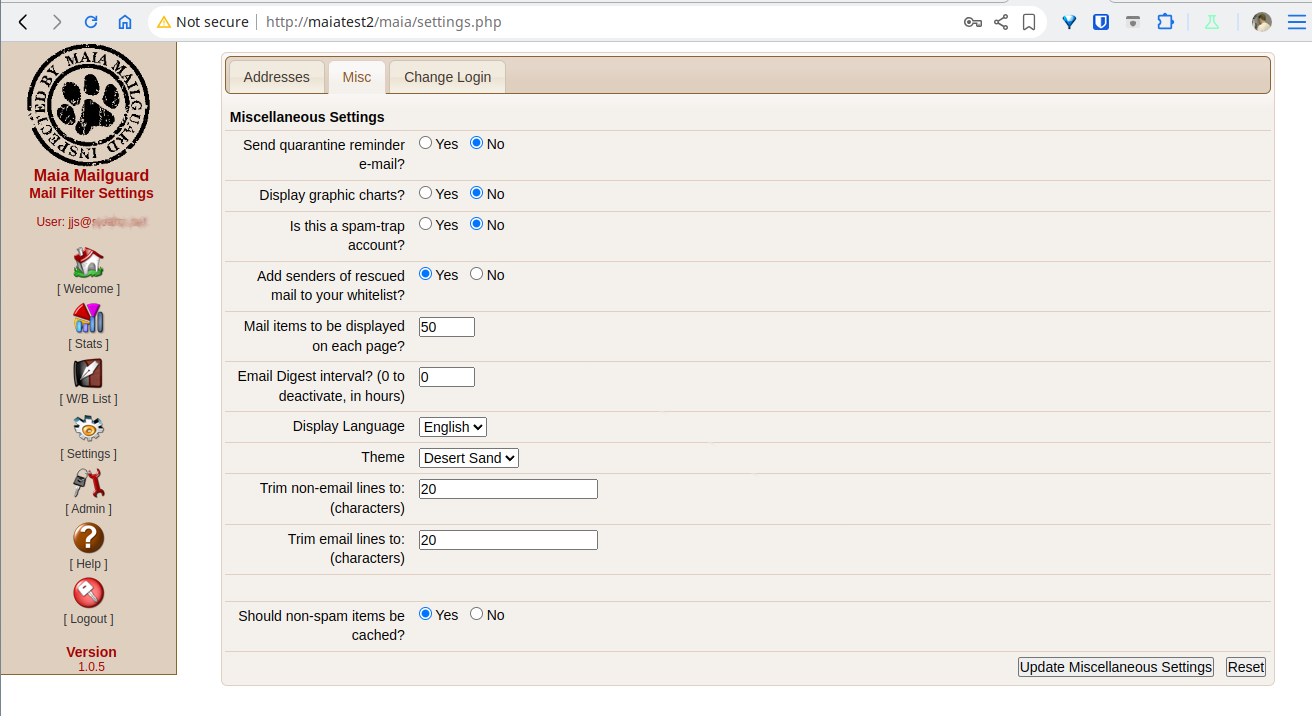 Not secure http://maiatest2/maia/settings.php
INSPECTED BY MAIA MAILGUARD
Maia Mailguard
Mail Filter Settings
User: jjs@
[ Welcome ]
[ Stats ]
[ W/B List ]
[ Settings ]
[ Admin ]
?
[ Help ]
[ Logout ]
Version
1.0.5
Addresses Misc Change Login
Miscellaneous Settings
Send quarantine reminder Yes No
e-mail?
Display graphic charts? Yes No
Is this a spam-trap Yes No
account?
Add senders of rescued Yes No
mail to your whitelist?
Mail items to be displayed 50
on each page?
Email Digest interval? (0 to 0
deactivate, in hours)
Display Language English
Theme Desert Sand
Trim non-email lines to: 20
(characters)
Trim email lines to: 20
(characters)
Should non-spam items be Yes No
cached?
Update Miscellaneous Settings Reset